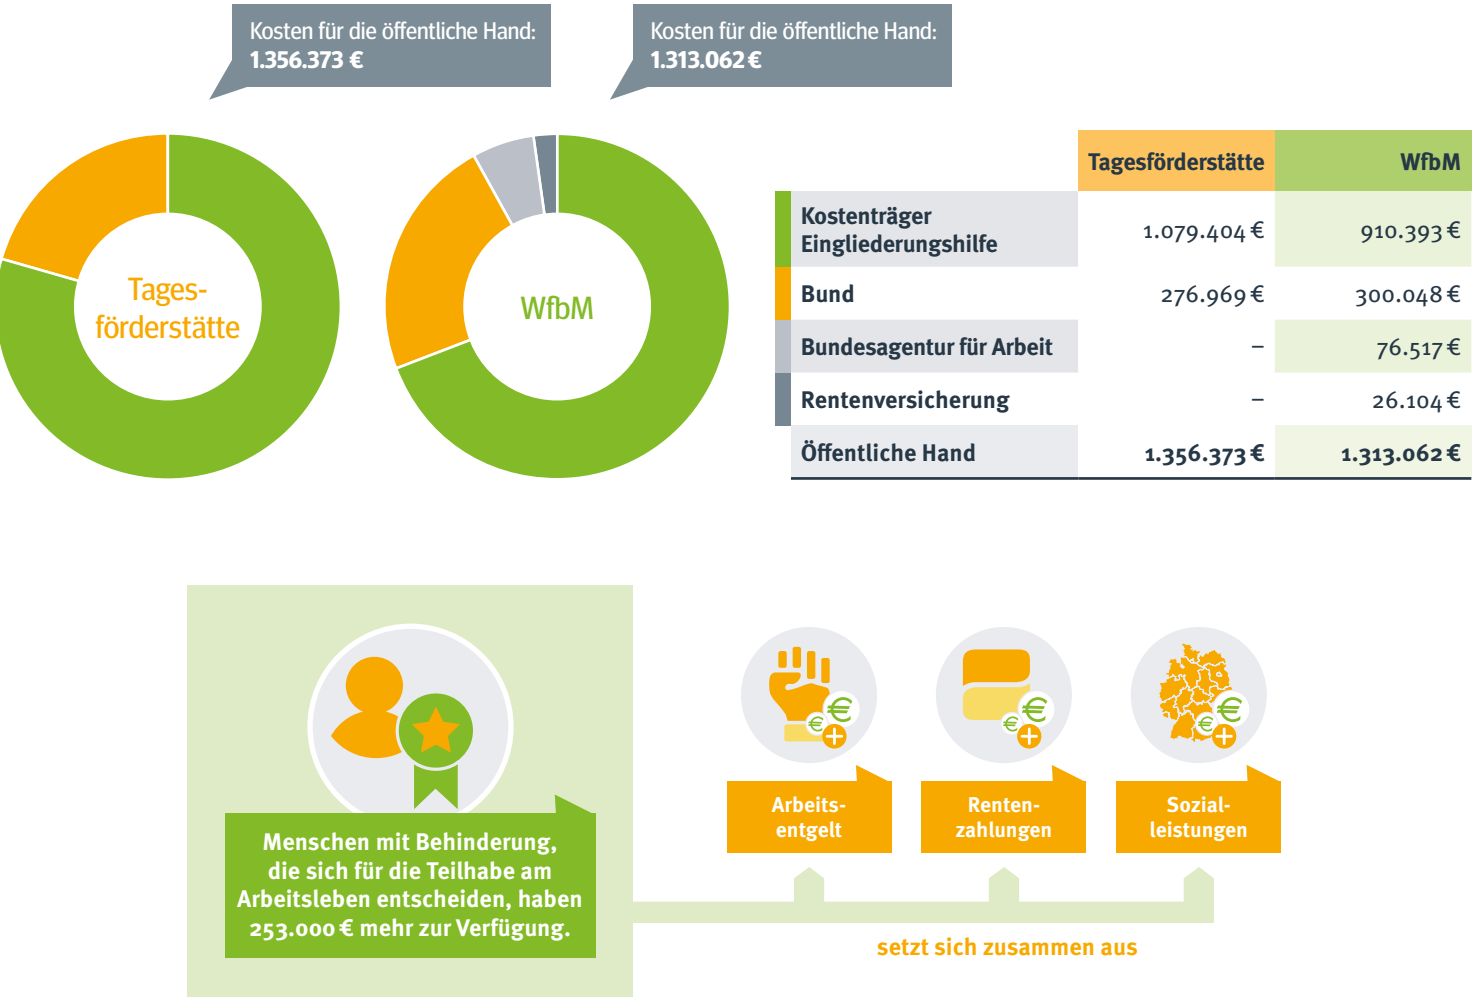 Kosten für die öffentliche Hand:
1.356.373 €
Kosten für die öffentliche Hand:
1.313.062 €
Tages-
förderstätte
WfbM
Tagesförderstätte WfbM
Kostenträger
Eingliederungshilfe 1.079.404 € 910.393 €
Bund 276.969 € 300.048 €
Bundesagentur für Arbeit – 76.517 €
Rentenversicherung – 26.104 €
Öffentliche Hand 1.356.373 € 1.313.062 €
Menschen mit Behinderung,
die sich für die Teilhabe am
Arbeitsleben entscheiden, haben
253.000 € mehr zur Verfügung.
€ €
+
Arbeits-
entgelt
€ €
+
Renten-
zahlungen
€ €
+
Sozial-
leistungen
setzt sich zusammen aus